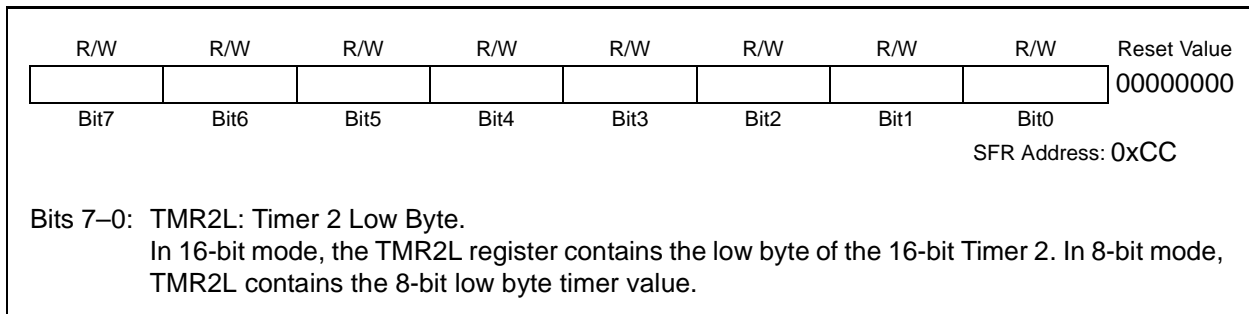 R/W R/W R/W R/W R/W R/W R/W R/W Reset Value
00000000
Bit7 Bit6 Bit5 Bit4 Bit3 Bit2 Bit1 Bit0
SFR Address: 0xCC
Bits 7–0: TMR2L: Timer 2 Low Byte.
In 16-bit mode, the TMR2L register contains the low byte of the 16-bit Timer 2. In 8-bit mode,
TMR2L contains the 8-bit low byte timer value.